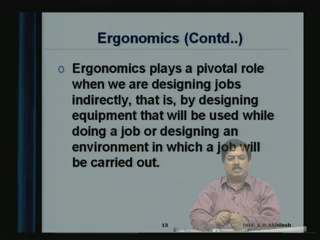 Ergonomics (Contd..)
o Ergonomics plays a pivotal role
when we are designing jobs
indirectly, that is, by designing
equipment that will be used while
doing a job or designing an
environment in which a job will
be carried out.
18